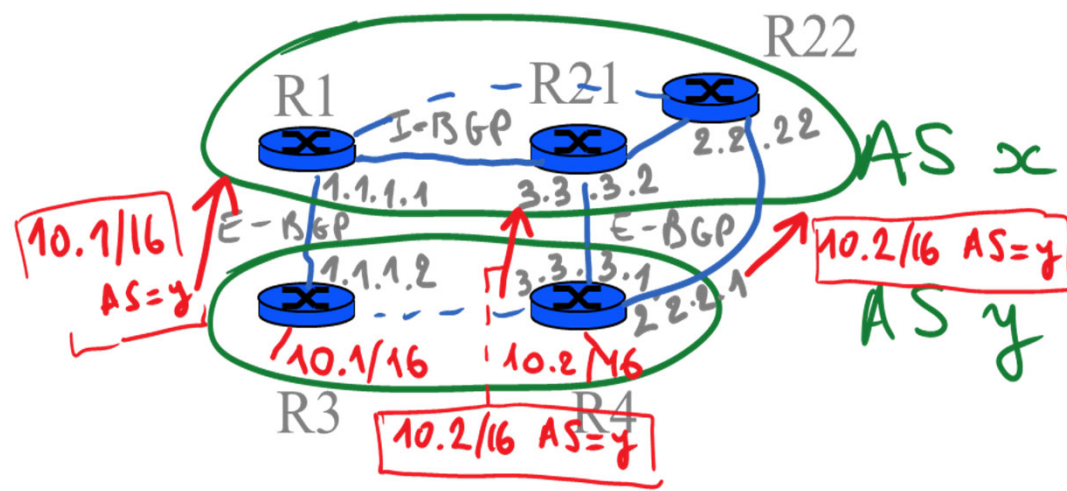 R22
R1
R21
I-BGP
2.2.2.22
AS x
1.1.1.1
3.3.3.2
10.1/16
AS=y
E-BGP
E-BGP
10.2/16 AS=y
1.1.1.2
3.3.3.1
2.2.2.1
AS y
10.1/16
10.2/16
R3
R4
10.2/16 AS=y